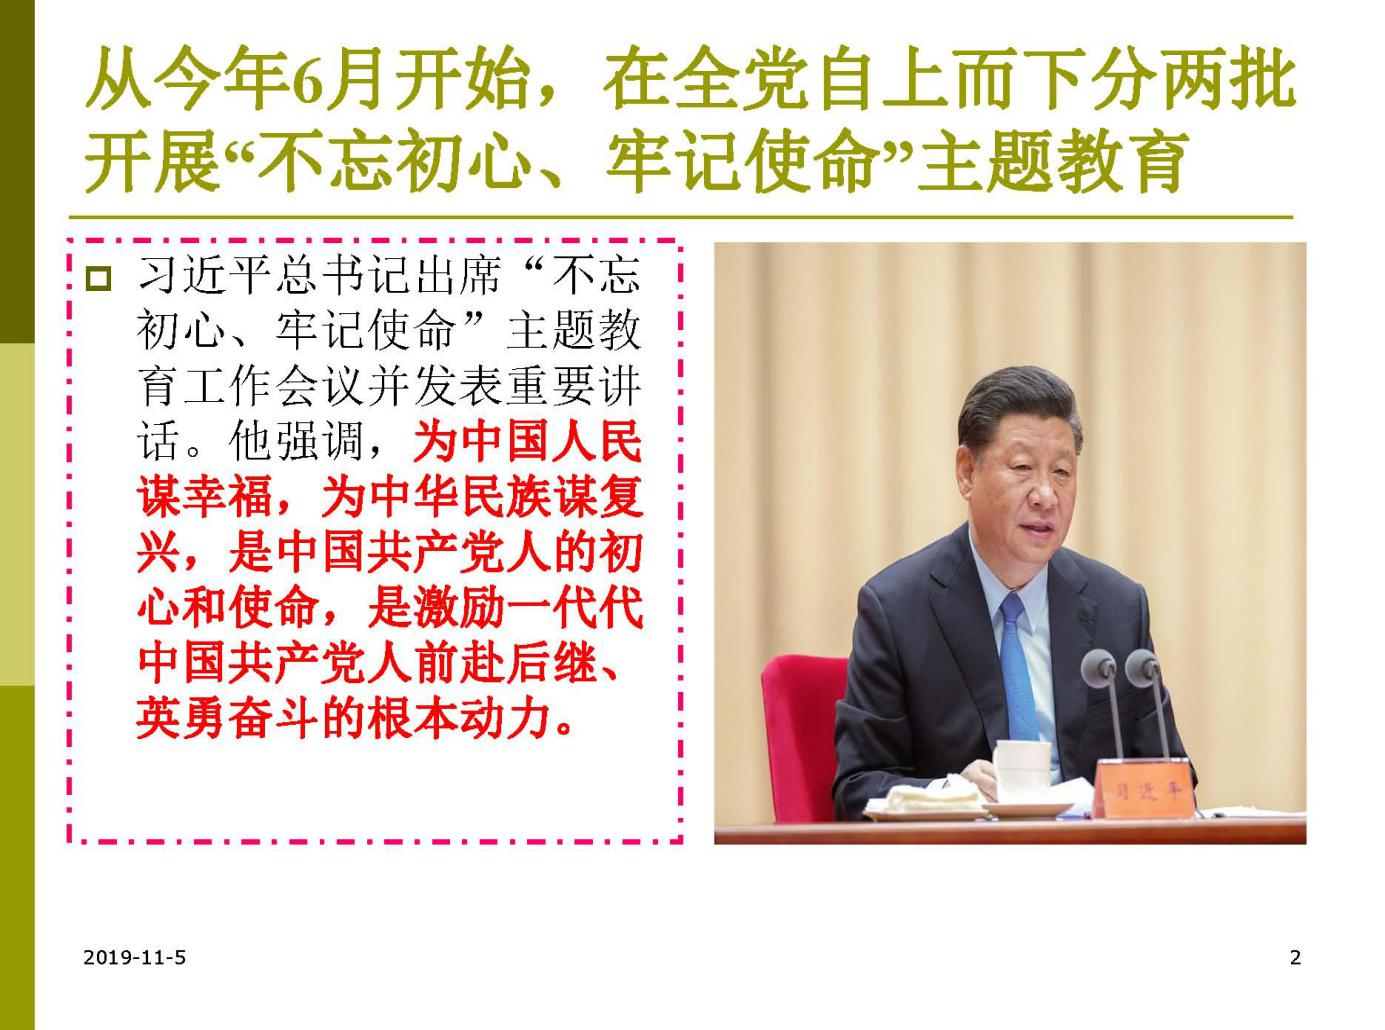 从今年6月开始，在全党自上而下分两批
开展“不忘初心、牢记使命”主题教育
习近平总书记出席“不忘
初心、牢记使命”主题教
育工作会议并发表重要讲
话。他强调，为中国人民
谋幸福，为中华民族谋复
兴，是中国共产党人的初
心和使命，是激励一代代
中国共产党人前赴后继、
英勇奋斗的根本动力。
习近平
2019-11-5
2